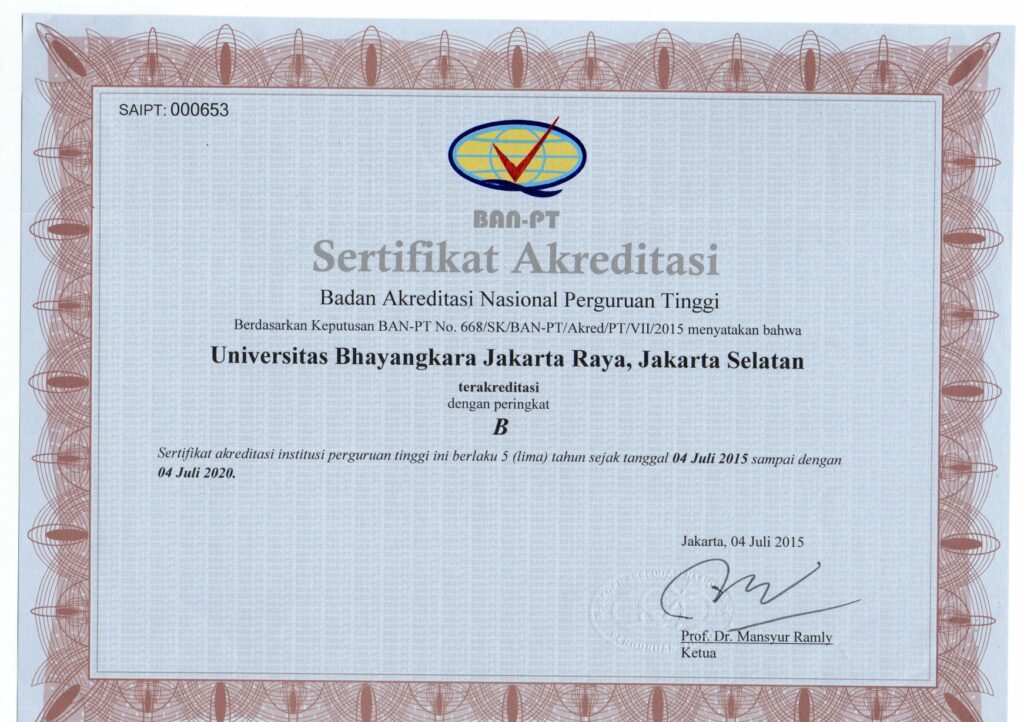 SAIPT: 000653
BAN-PT
Sertifikat Akreditasi
Badan Akreditasi Nasional Perguruan Tinggi
Berdasarkan Keputusan BAN-PT No. 668/SK/BAN-PT/Akred/PT/VII/2015 menyatakan bahwa
Universitas Bhayangkara Jakarta Raya, Jakarta Selatan
terakreditasi
dengan peringkat
B
Sertifikat akreditasi institusi perguruan tinggi ini berlaku 5 (lima) tahun sejak tanggal 04 Juli 2015 sampai dengan
04 Juli 2020.
Jakarta, 04 Juli 2015
Prof. Dr. Mansyur Ramly
Ketua